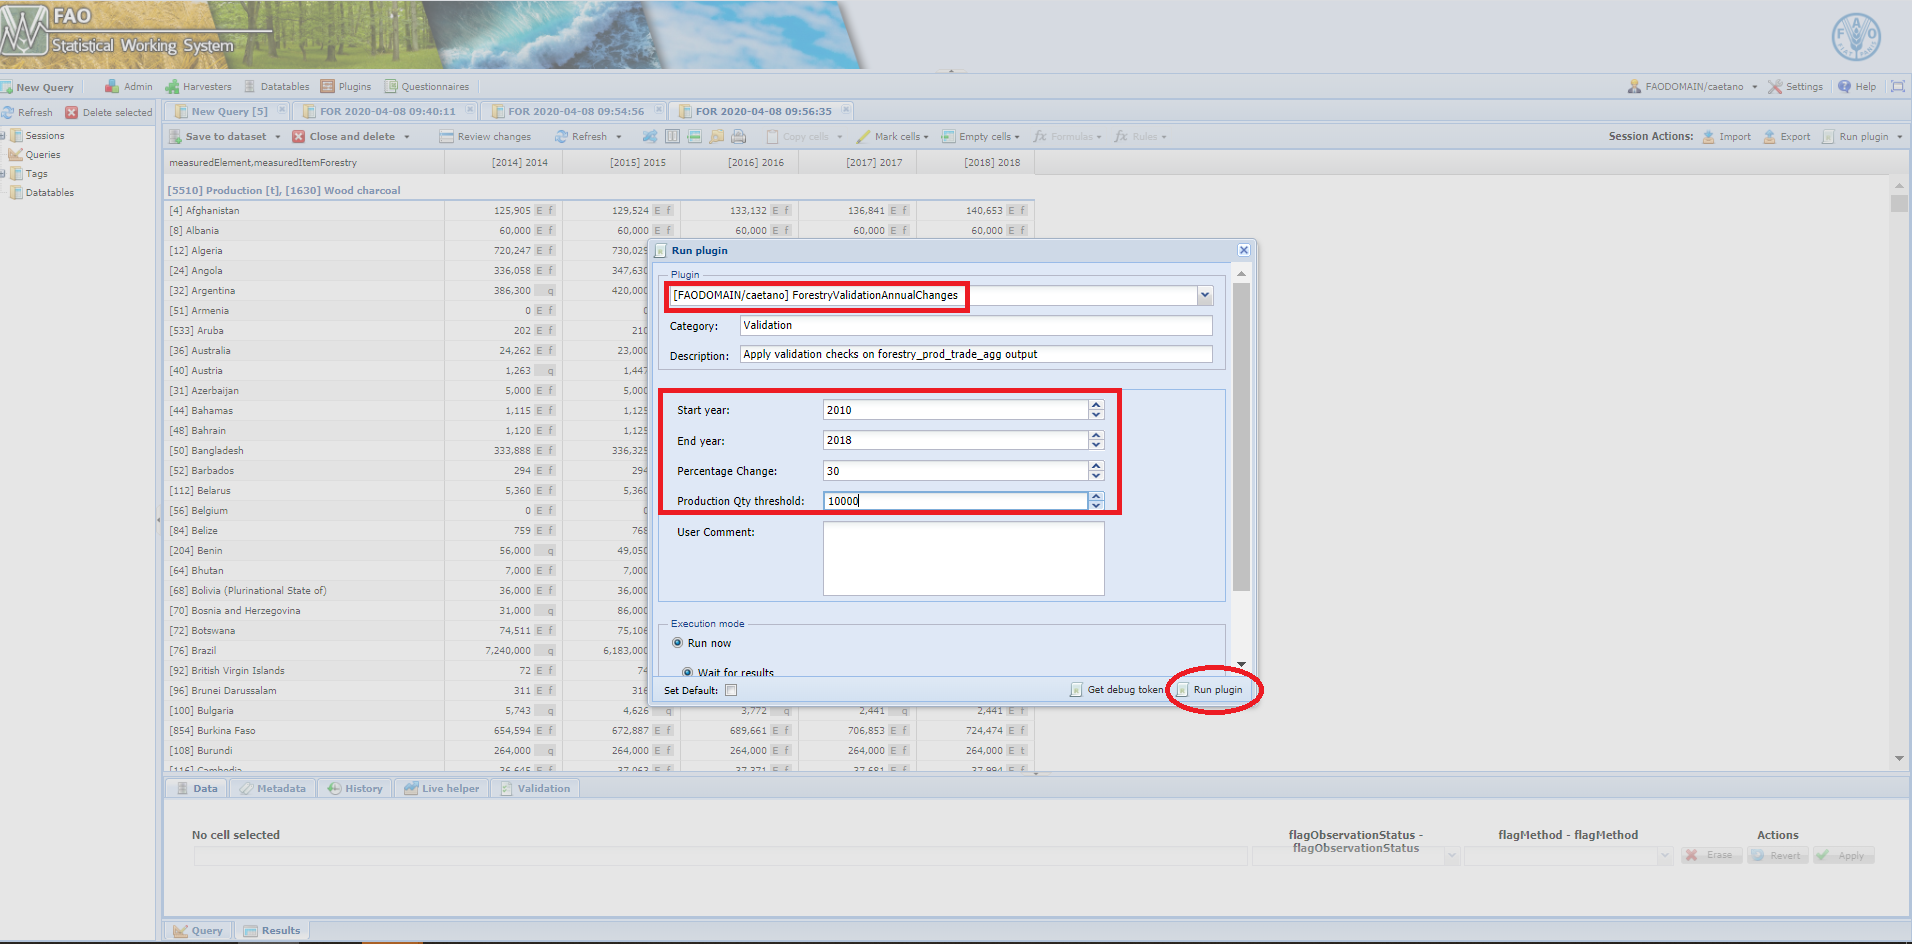 FAO
Statistical Working System
New Query Admin Harvesters Datatables Plugins Questionnaires FAODOMAIN/caetano Settings Help
Refresh Delete selected New Query [5] FOR 2020-04-08 09:40:11 FOR 2020-04-08 09:54:56 FOR 2020-04-08 09:56:35
Sessions
Queries
Tags
Datatables
Save to dataset Close and delete Review changes Refresh Copy cells Mark cells Empty cells Formulas Rules Session Actions: Import Export Run plugin
measuredElement,measuredItemForestry [2014] 2014 [2015] 2015 [2016] 2016 [2017] 2017 [2018] 2018
[5510] Production [t], [1630] Wood charcoal
[4] Afghanistan 125,905 E f 129,524 E f 133,132 E f 136,841 E f 140,653 E f
[8] Albania 60,000 E f 60,000 E f 60,000 E f 60,000 E f 60,000 E f
[12] Algeria 720,247 E f 730,029
[24] Angola 336,058 E f 347,630
[32] Argentina 386,300 q 420,000
[51] Armenia 0 E f 0
[533] Aruba 202 E f 210
[36] Australia 24,262 E f 23,000
[40] Austria 1,263 q 1,447
[31] Azerbaijan 5,000 E f 5,000
[44] Bahamas 1,115 E f 1,125
[48] Bahrain 1,120 E f 1,125
[50] Bangladesh 333,888 E f 336,325
[52] Barbados 294 E f 294
[112] Belarus 5,360 E f 5,360
[56] Belgium 0 E f 0
[84] Belize 759 E f 768
[204] Benin 56,000 q 49,050
[64] Bhutan 7,000 E f 7,000
[68] Bolivia (Plurinational State of) 36,000 E f 36,000
[70] Bosnia and Herzegovina 31,000 q 86,000
[72] Botswana 74,511 E f 75,106
[76] Brazil 7,240,000 q 6,183,000
[92] British Virgin Islands 72 E f 74
[96] Brunei Darussalam 311 E f 316
[100] Bulgaria 5,743 q 4,626 q 3,772 q 2,441 q 2,441 E f
[854] Burkina Faso 654,594 E f 672,887 E f 689,661 E f 706,853 E f 724,474 E f
[108] Burundi 264,000 q 264,000 E f 264,000 E f 264,000 E f 264,000 E t
[116] Cambodia 36,645 E f 37,063 E f 37,371 E f 37,681 E f 37,994 E f
Run plugin
Plugin
[FAODOMAIN/caetano] ForestryValidationAnnualChanges
Category: Validation
Description: Apply validation checks on forestry_prod_trade_agg output
Start year: 2010
End year: 2018
Percentage Change: 30
Production Qty threshold: 10000
User Comment:
Execution mode
Run now
Wait for results
Set Default: Get debug token Run plugin
Data Metadata History Live helper Validation
No cell selected flagObservationStatus - flagMethod - flagMethod Actions
flagObservationStatus
Erase Revert Apply
Query Results